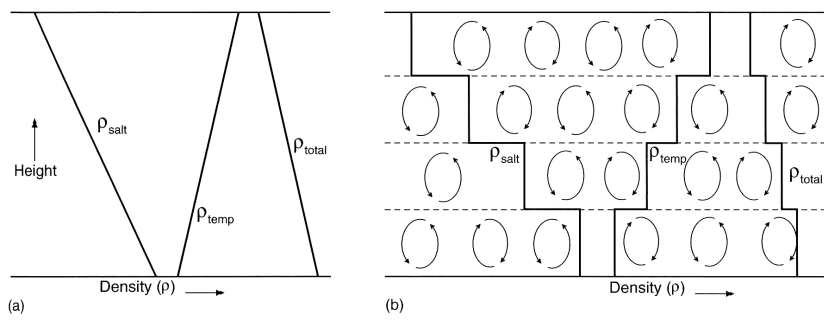 ρsalt
Height
ρtotal
ρtemp
Density (ρ)
(a)
ρsalt
ρtemp
ρtotal
Density (ρ)
(b)